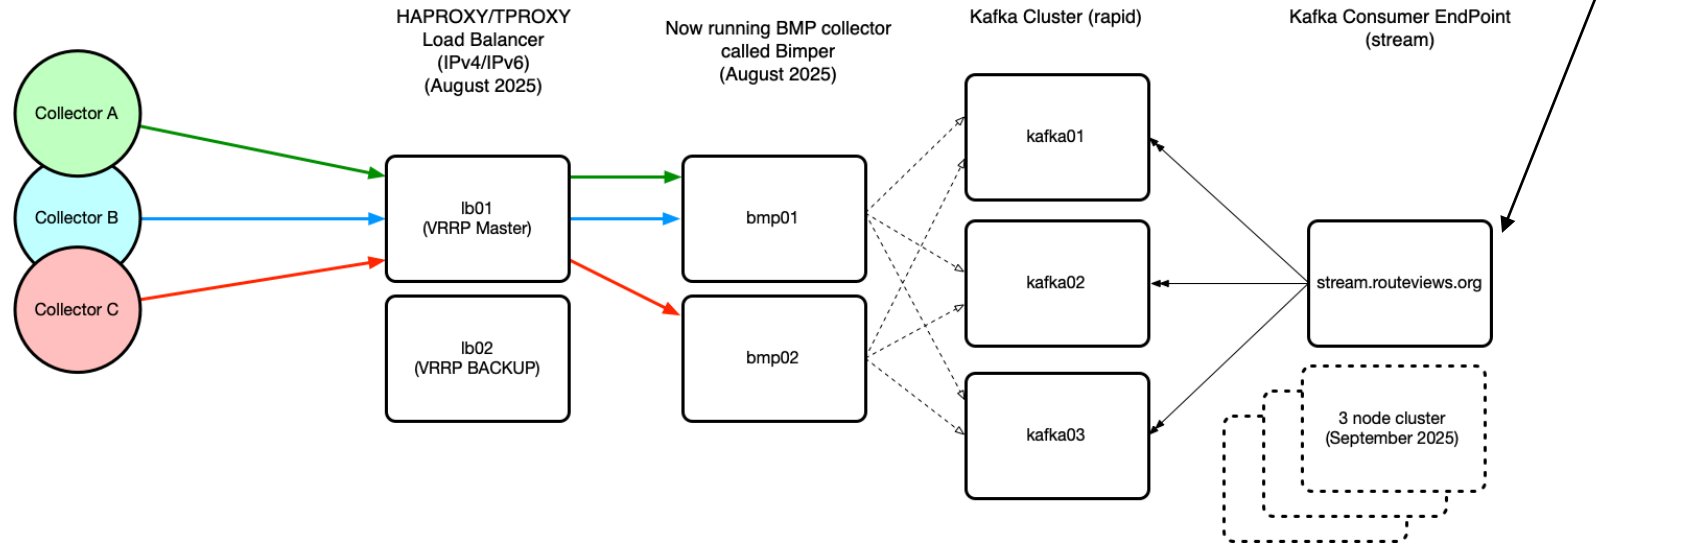 HAPROXY/TPROXY
Load Balancer
(IPv4/IPv6)
(August 2025)
Now running BMP collector
called Bimper
(August 2025)
Kafka Cluster (rapid)
Kafka Consumer EndPoint
(stream)
Collector A
Collector B
Collector C
lb01
(VRRP Master)
lb02
(VRRP BACKUP)
bmp01
bmp02
kafka01
kafka02
kafka03
stream.routeviews.org
3 node cluster
(September 2025)